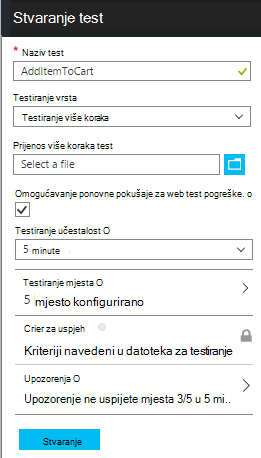 Stvaranje test
* Naziv test
AddItemToCart
Testiranje vrsta
Testiranje više koraka
Prijenos više koraka test
Select a file
Omogućavanje ponovne pokušaje za web test pogreške. o
Testiranje učestalost O
5 minute
Testiranje mjesta O
5 mjesto konfigurirano
Crier za uspjeh
Kriteriji navedeni u datoteka za testiranje
Upozorenja O
Upozorenje ne uspijete mjesta 3/5 u 5 mi..
Stvaranje